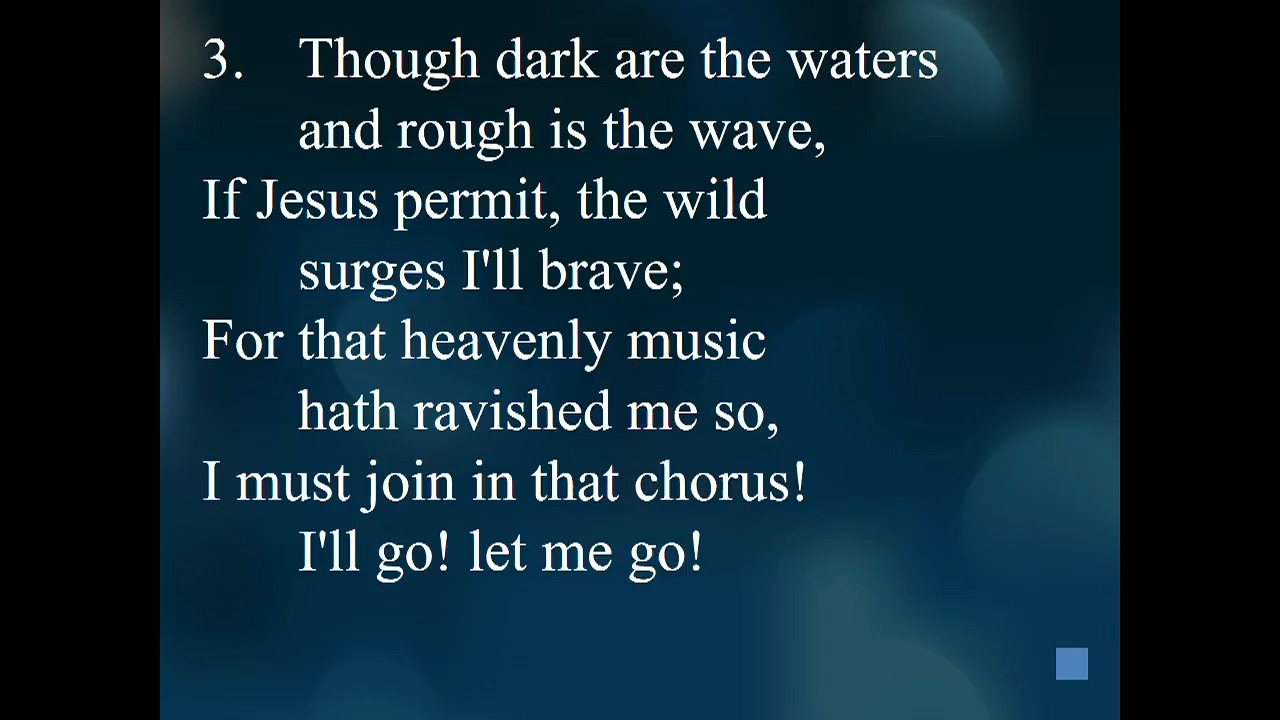 3. Though dark are the waters
and rough is the wave,
If Jesus permit, the wild
surges I'll brave;
For that heavenly music
hath ravished me so,
I must join in that chorus!
I'll go! let me go!